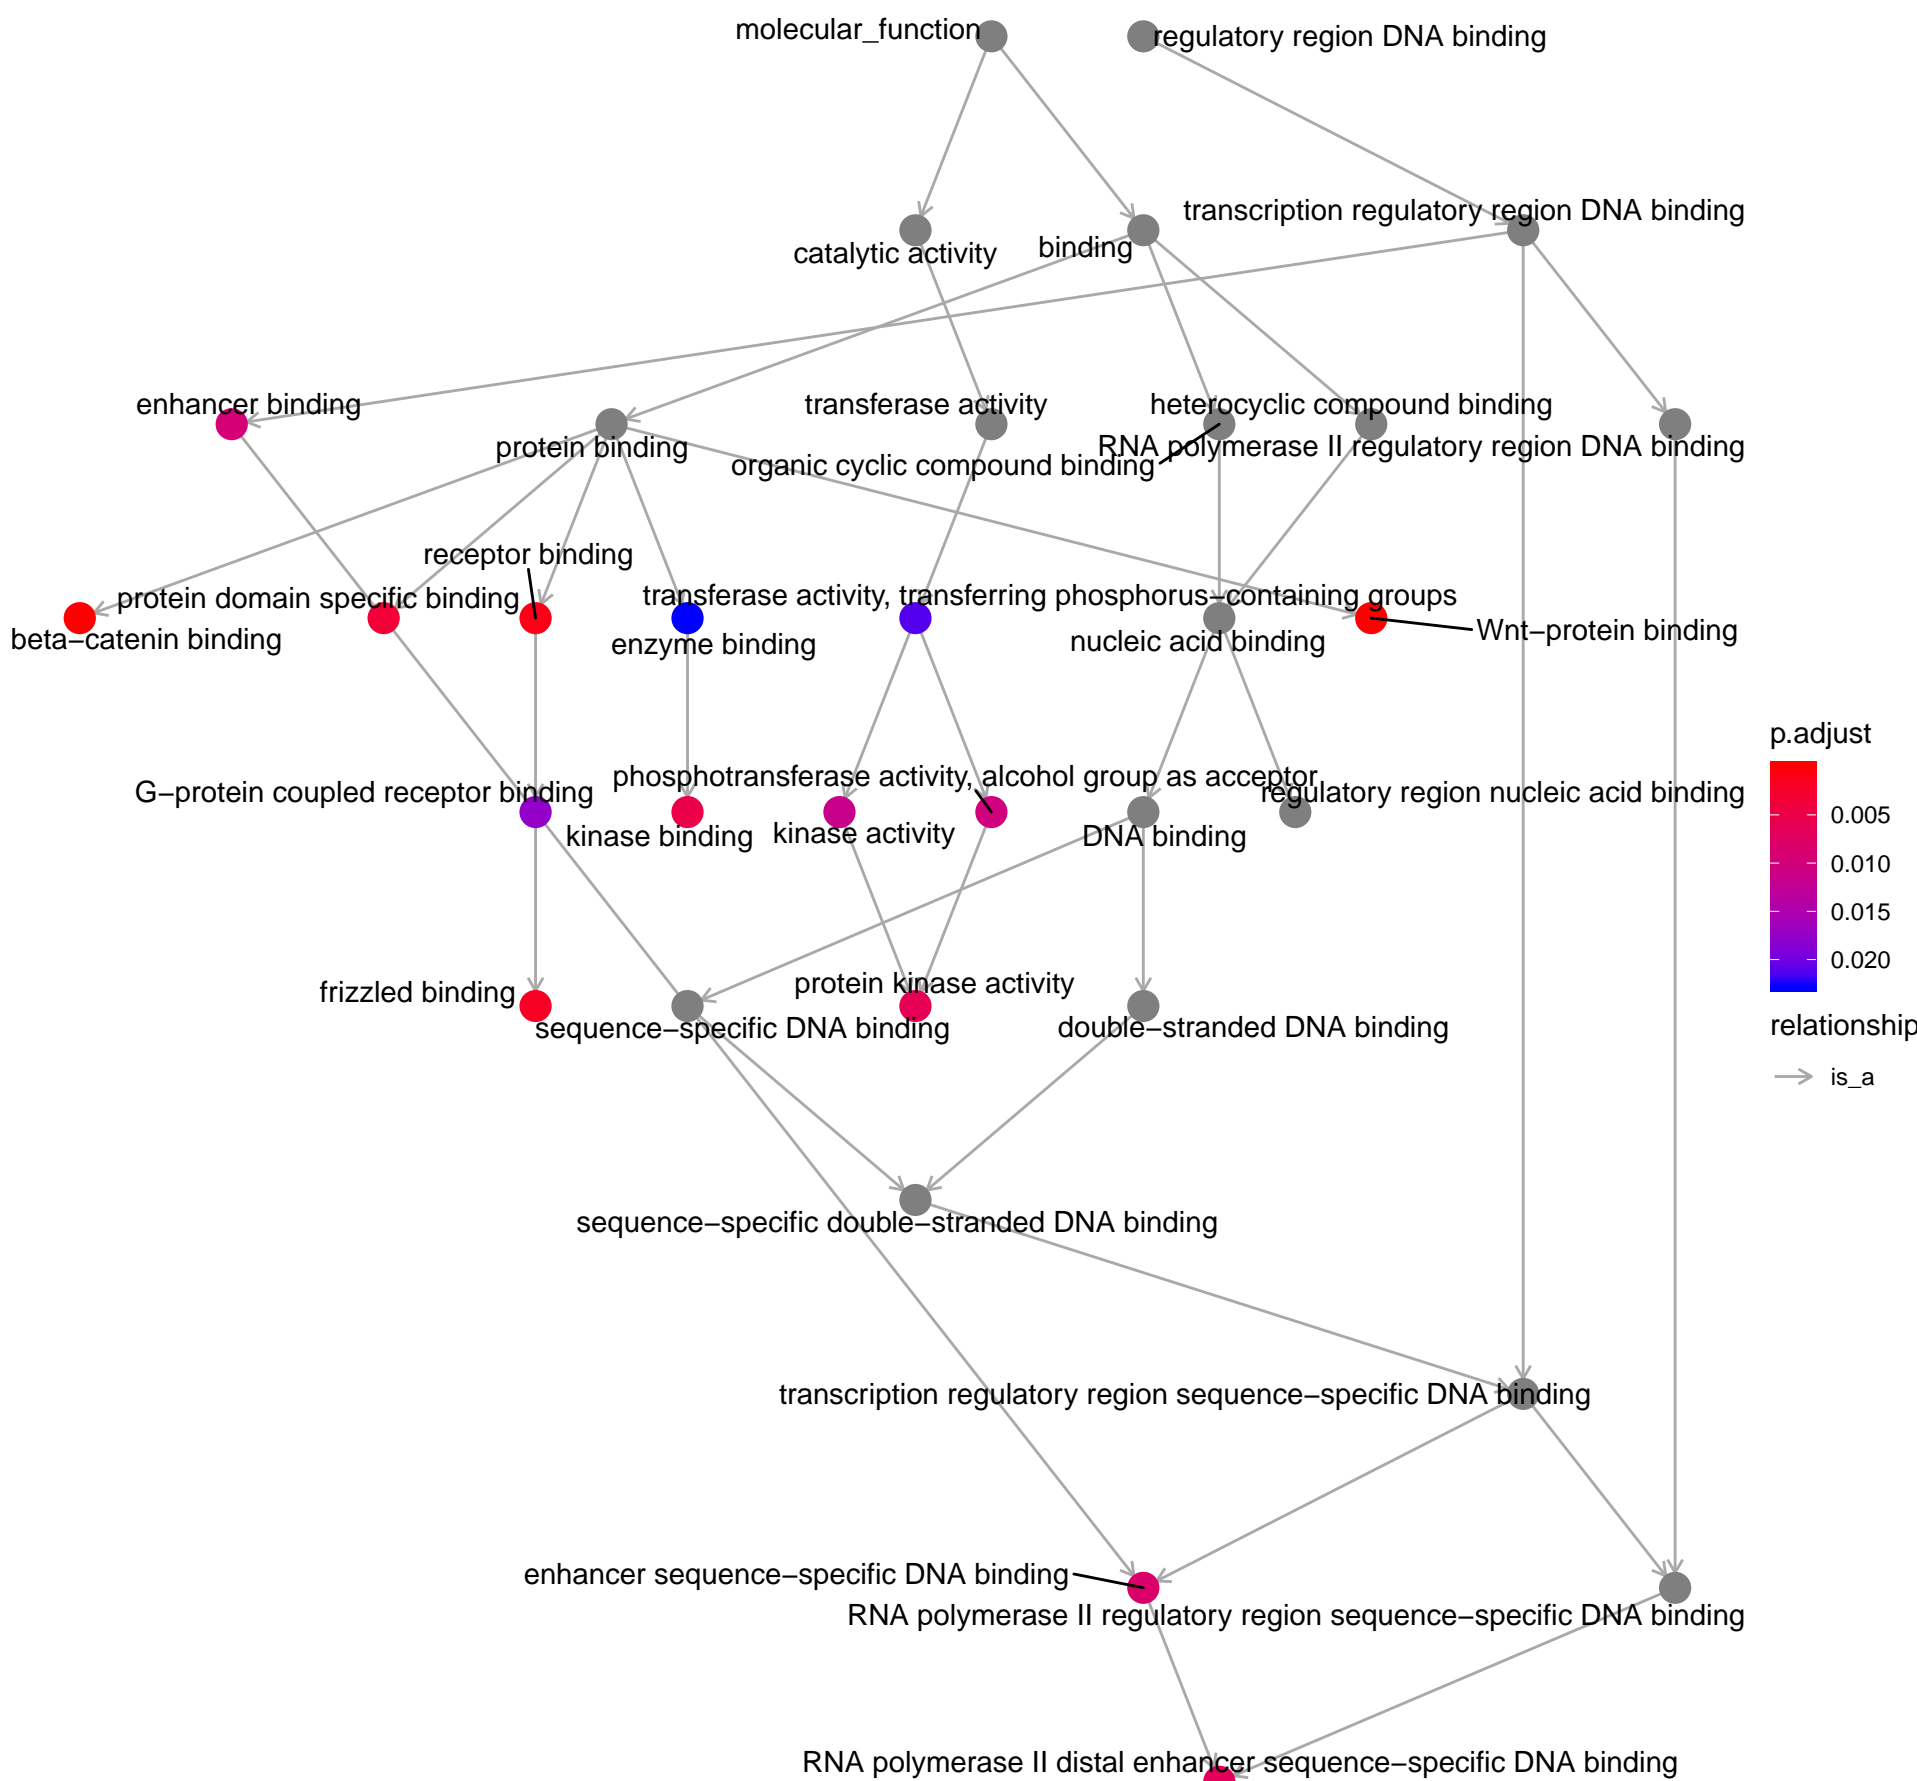 molecular_function
regulatory region DNA binding
transcription regulatory region DNA binding
catalytic activity
binding
enhancer binding
transferase activity
heterocyclic compound binding
protein binding
organic cyclic compound binding
RNA polymerase II regulatory region DNA binding
receptor binding
protein domain specific binding
transferase activity, transferring phosphorus−containing groups
beta−catenin binding
enzyme binding
nucleic acid binding
Wnt−protein binding
G−protein coupled receptor binding
phosphotransferase activity, alcohol group as acceptor
regulatory region nucleic acid binding
kinase binding
kinase activity
DNA binding
frizzled binding
protein kinase activity
sequence−specific DNA binding
double−stranded DNA binding
sequence−specific double−stranded DNA binding
transcription regulatory region sequence−specific DNA binding
enhancer sequence−specific DNA binding
RNA polymerase II regulatory region sequence−specific DNA binding
RNA polymerase II distal enhancer sequence−specific DNA binding
p.adjust
0.005
0.010
0.015
0.020
relationship
is_a